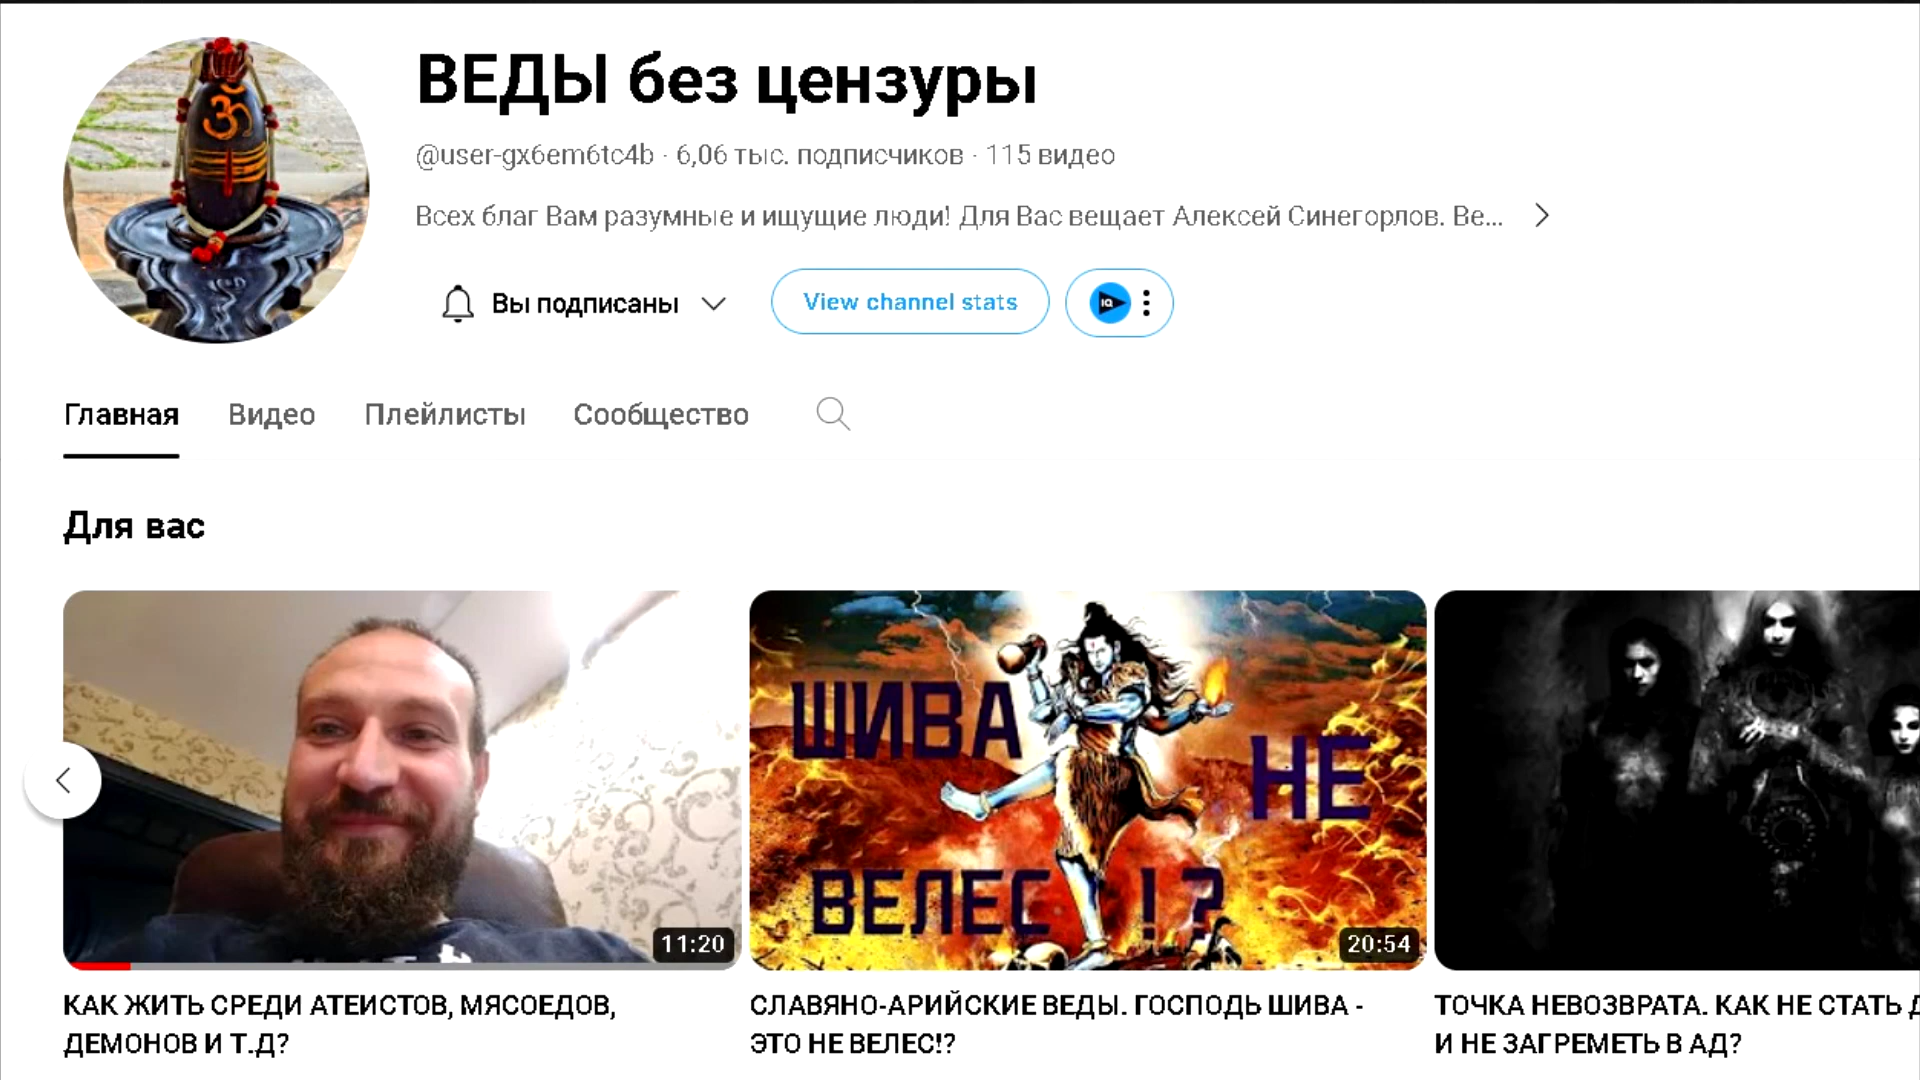 ВЕДЫ без цензуры
@user-gx6em6tc4b · 6,06 тыс. подписчиков · 115 видео
Всех благ Вам разумные и ищущие люди! Для Вас вещает Алексей Синегорлов. Ве...
Вы подписаны
View channel stats
IQ
Главная
Видео
Плейлисты
Сообщество
Для вас
ШИВА
НЕ
ВЕЛЕС !?
11:20
20:54
КАК ЖИТЬ СРЕДИ АТЕИСТОВ, МЯСОЕДОВ,
ДЕМОНОВ И Т.Д?
СЛАВЯНО-АРИЙСКИЕ ВЕДЫ. ГОСПОДЬ ШИВА -
ЭТО НЕ ВЕЛЕС!?
ТОЧКА НЕВОЗВРАТА. КАК НЕ СТАТЬ
И НЕ ЗАГРЕМЕТЬ В АД?